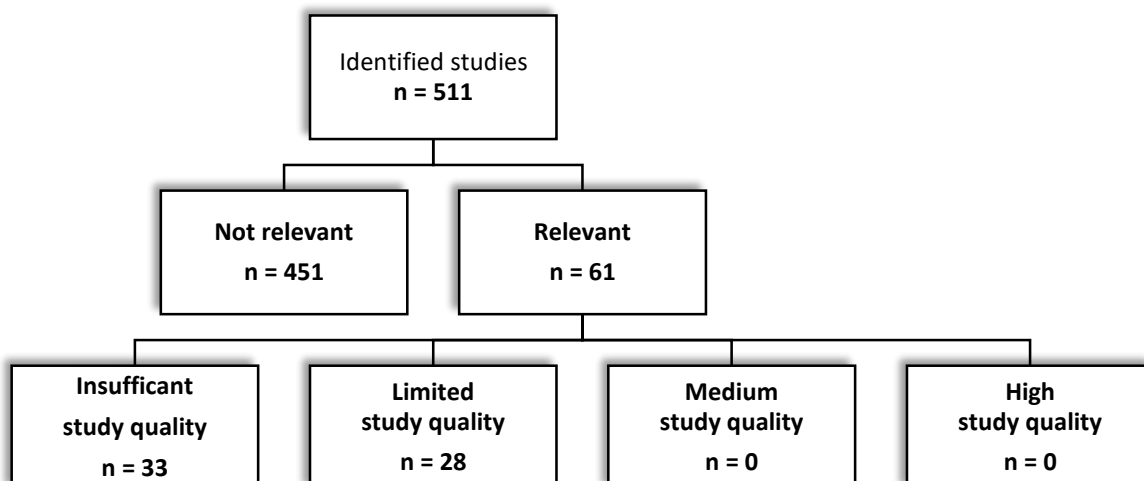 Identified studies
n = 511
Not relevant
n = 451
Relevant
n = 61
Insufficant
study quality
n = 33
Limited
study quality
n = 28
Medium
study quality
n = 0
High
study quality
n = 0